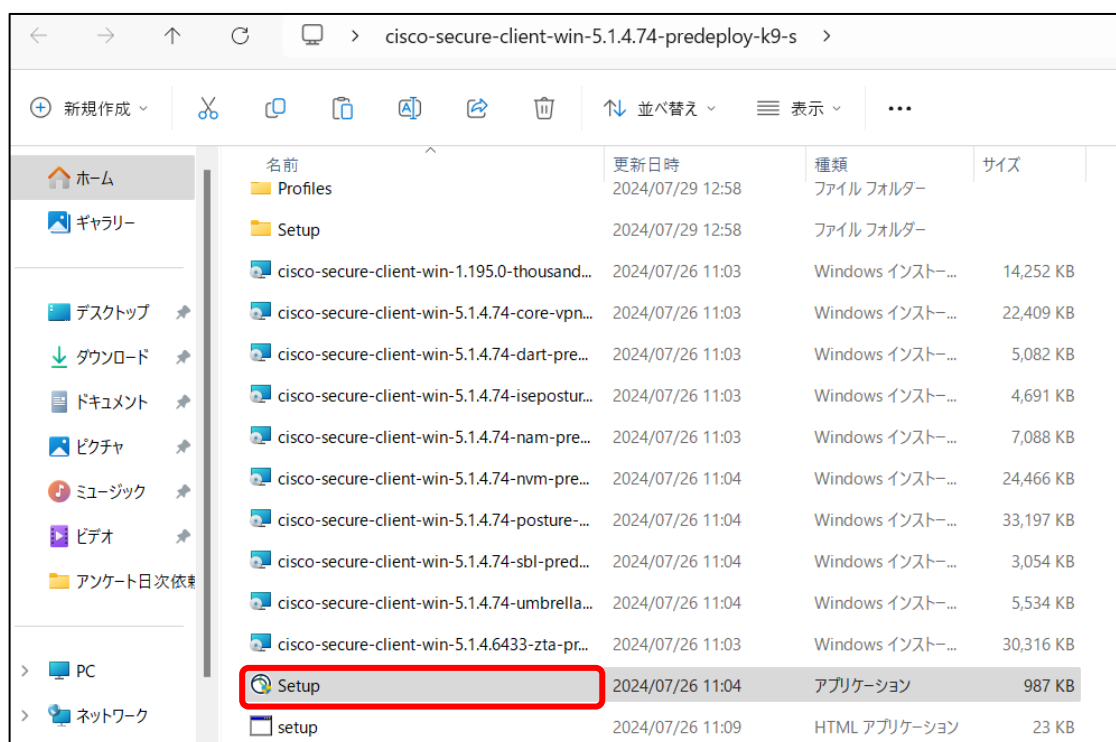 cisco-secure-client-win-5.1.4.74-predeploy-k9-s
新規作成 並べ替え 表示
名前 更新日時 種類 サイズ
ホーム
ギャラリー
デスクトップ
ダウンロード
ドキュメント
ピクチャ
ミュージック
ビデオ
アンケート日次依頼
PC
ネットワーク
Profiles 2024/07/29 12:58 ファイル フォルダー
Setup 2024/07/29 12:58 ファイル フォルダー
cisco-secure-client-win-1.195.0-thousand... 2024/07/26 11:03 Windows インストー... 14,252 KB
cisco-secure-client-win-5.1.4.74-core-vpn... 2024/07/26 11:03 Windows インストー... 22,409 KB
cisco-secure-client-win-5.1.4.74-dart-pre... 2024/07/26 11:03 Windows インストー... 5,082 KB
cisco-secure-client-win-5.1.4.74-isepostur... 2024/07/26 11:03 Windows インストー... 4,691 KB
cisco-secure-client-win-5.1.4.74-nam-pre... 2024/07/26 11:03 Windows インストー... 7,088 KB
cisco-secure-client-win-5.1.4.74-nvm-pre... 2024/07/26 11:04 Windows インストー... 24,466 KB
cisco-secure-client-win-5.1.4.74-posture-... 2024/07/26 11:04 Windows インストー... 33,197 KB
cisco-secure-client-win-5.1.4.74-sbl-pred... 2024/07/26 11:04 Windows インストー... 3,054 KB
cisco-secure-client-win-5.1.4.74-umbrella... 2024/07/26 11:04 Windows インストー... 5,534 KB
cisco-secure-client-win-5.1.4.6433-zta-pr... 2024/07/26 11:03 Windows インストー... 30,316 KB
Setup 2024/07/26 11:04 アプリケーション 987 KB
setup 2024/07/26 11:09 HTML アプリケーション 23 KB